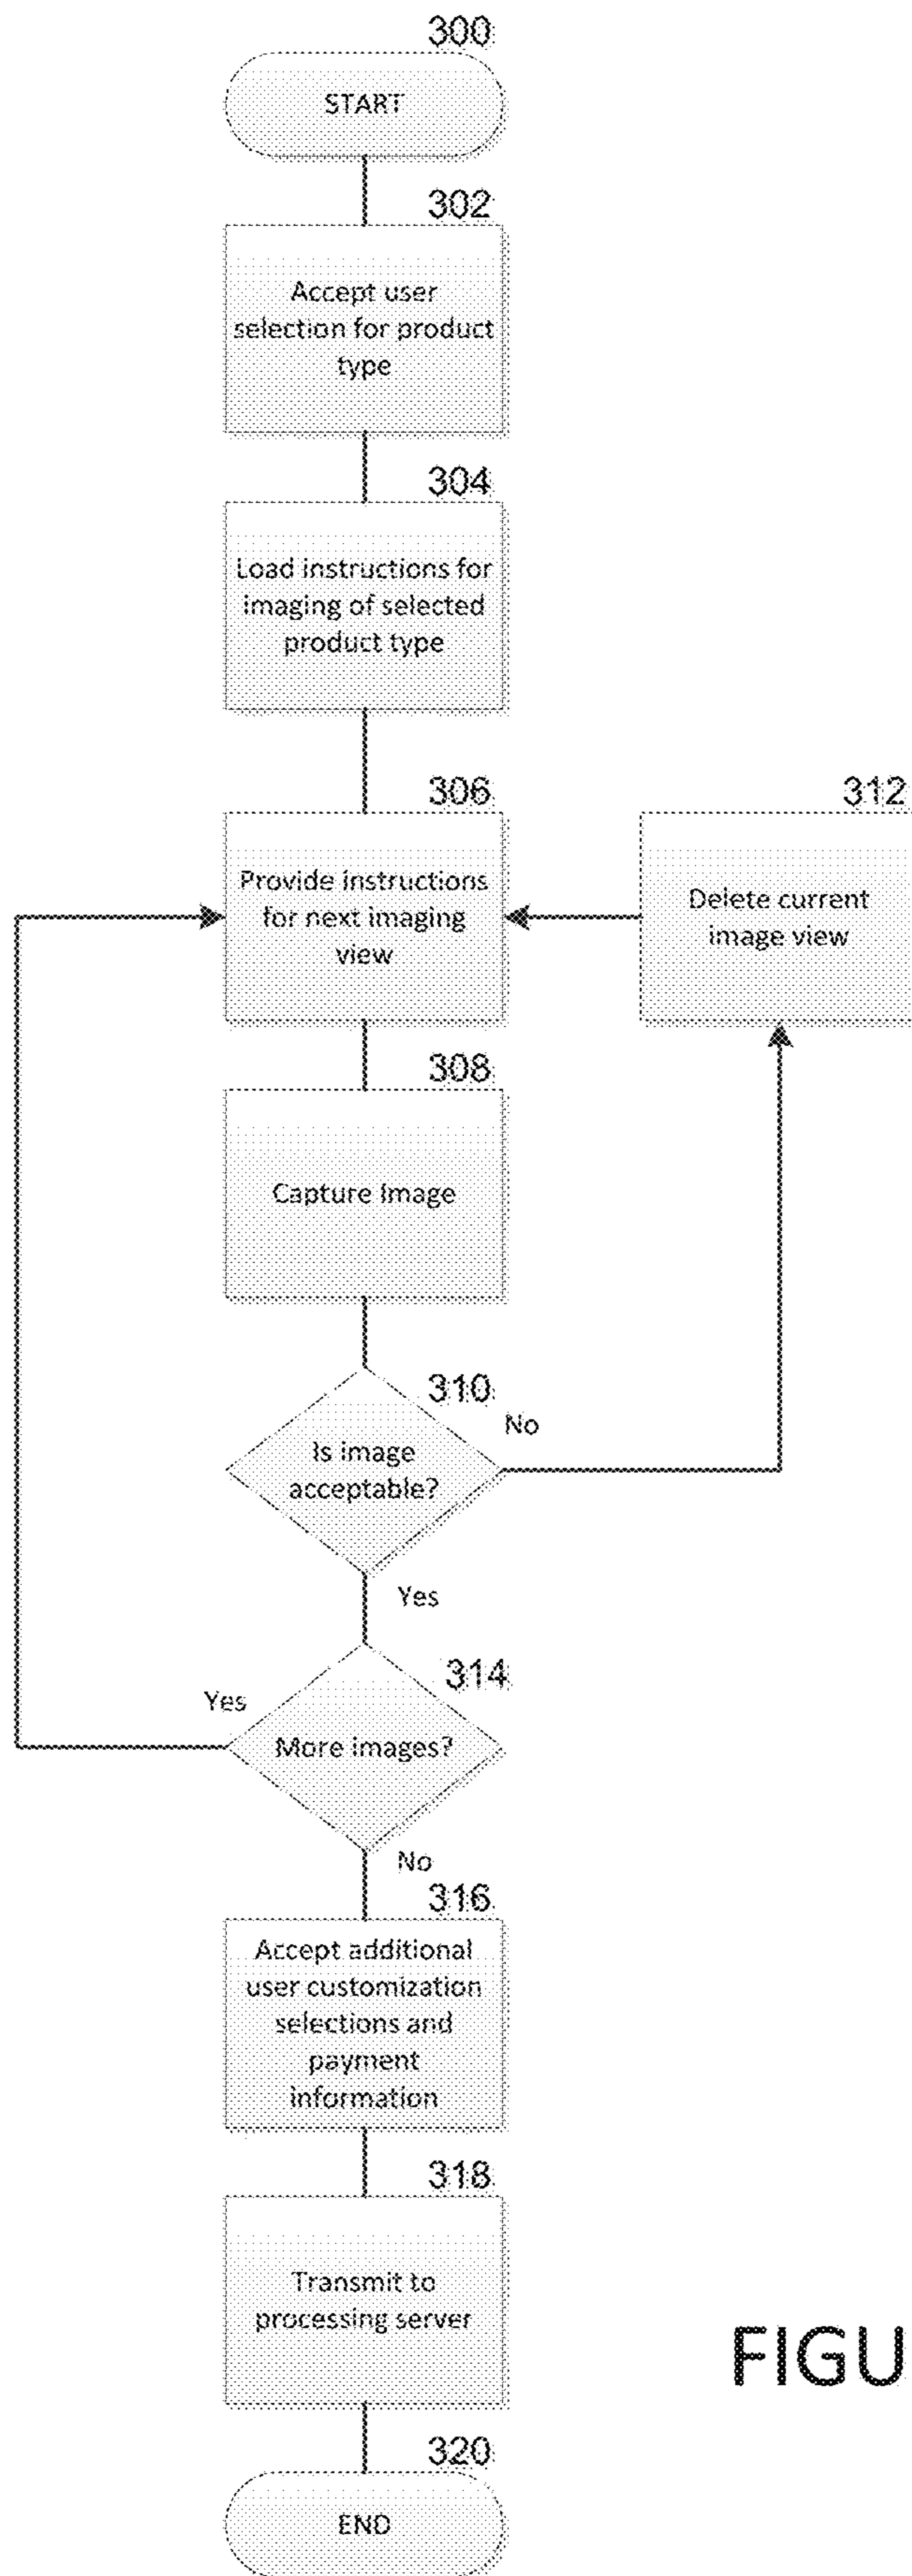 300
START
302
Accept user
selection for product
type
304
Load instructions for
imaging of selected
product type
306
Provide instructions
for next imaging
view
312
Delete current
image view
308
Capture Image
310
Is image
acceptable?
No
Yes
314
More images?
Yes
No
316
Accept additional
user customization
selections and
payment
information
318
Transmit to
processing server
FIGU
320
END